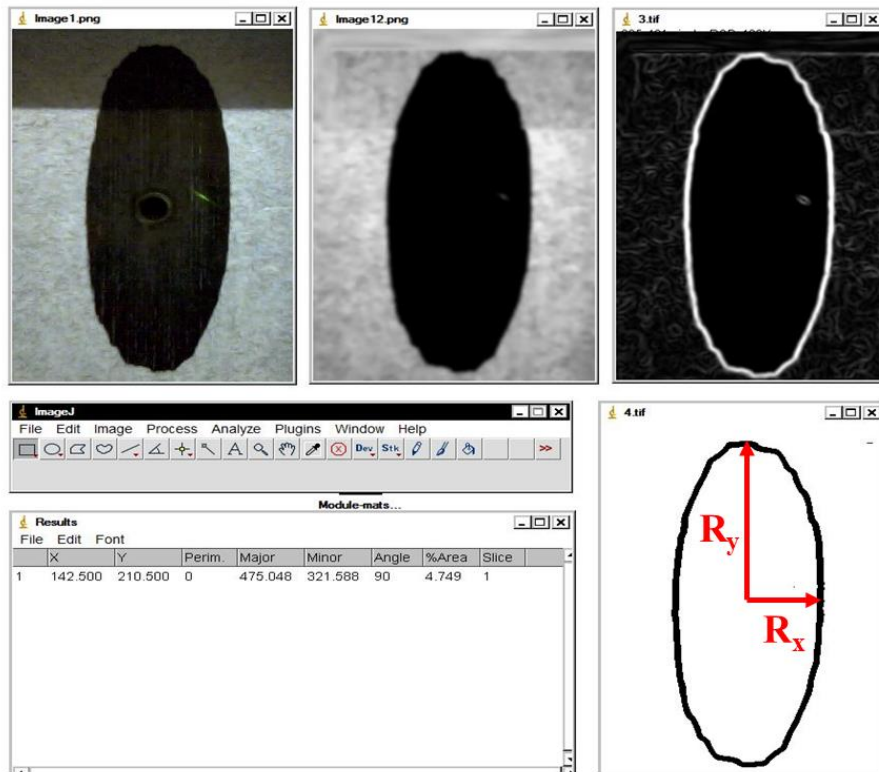 Image1.png
Image12.png
3.tif
ImageJ
File Edit Image Process Analyze Plugins Window Help
A Dev Stk >>
Module-mats...
Results
File Edit Font
X Y Perim. Major Minor Angle %Area Slice
1 142.500 210.500 0 475.048 321.588 90 4.749 1
4.tif
Ry
Rx